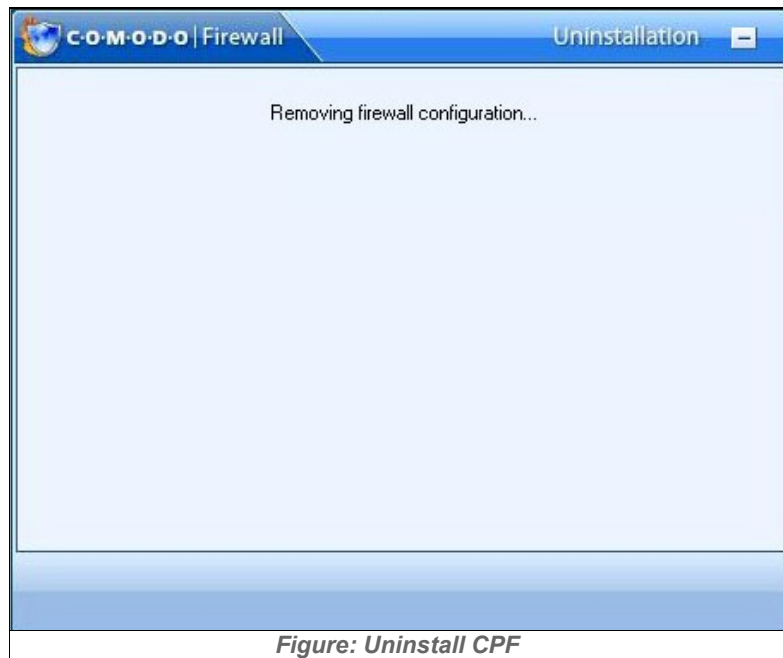 C·O·M·O·D·O | Firewall Uninstallation
Removing firewall configuration...
Figure: Uninstall CPF